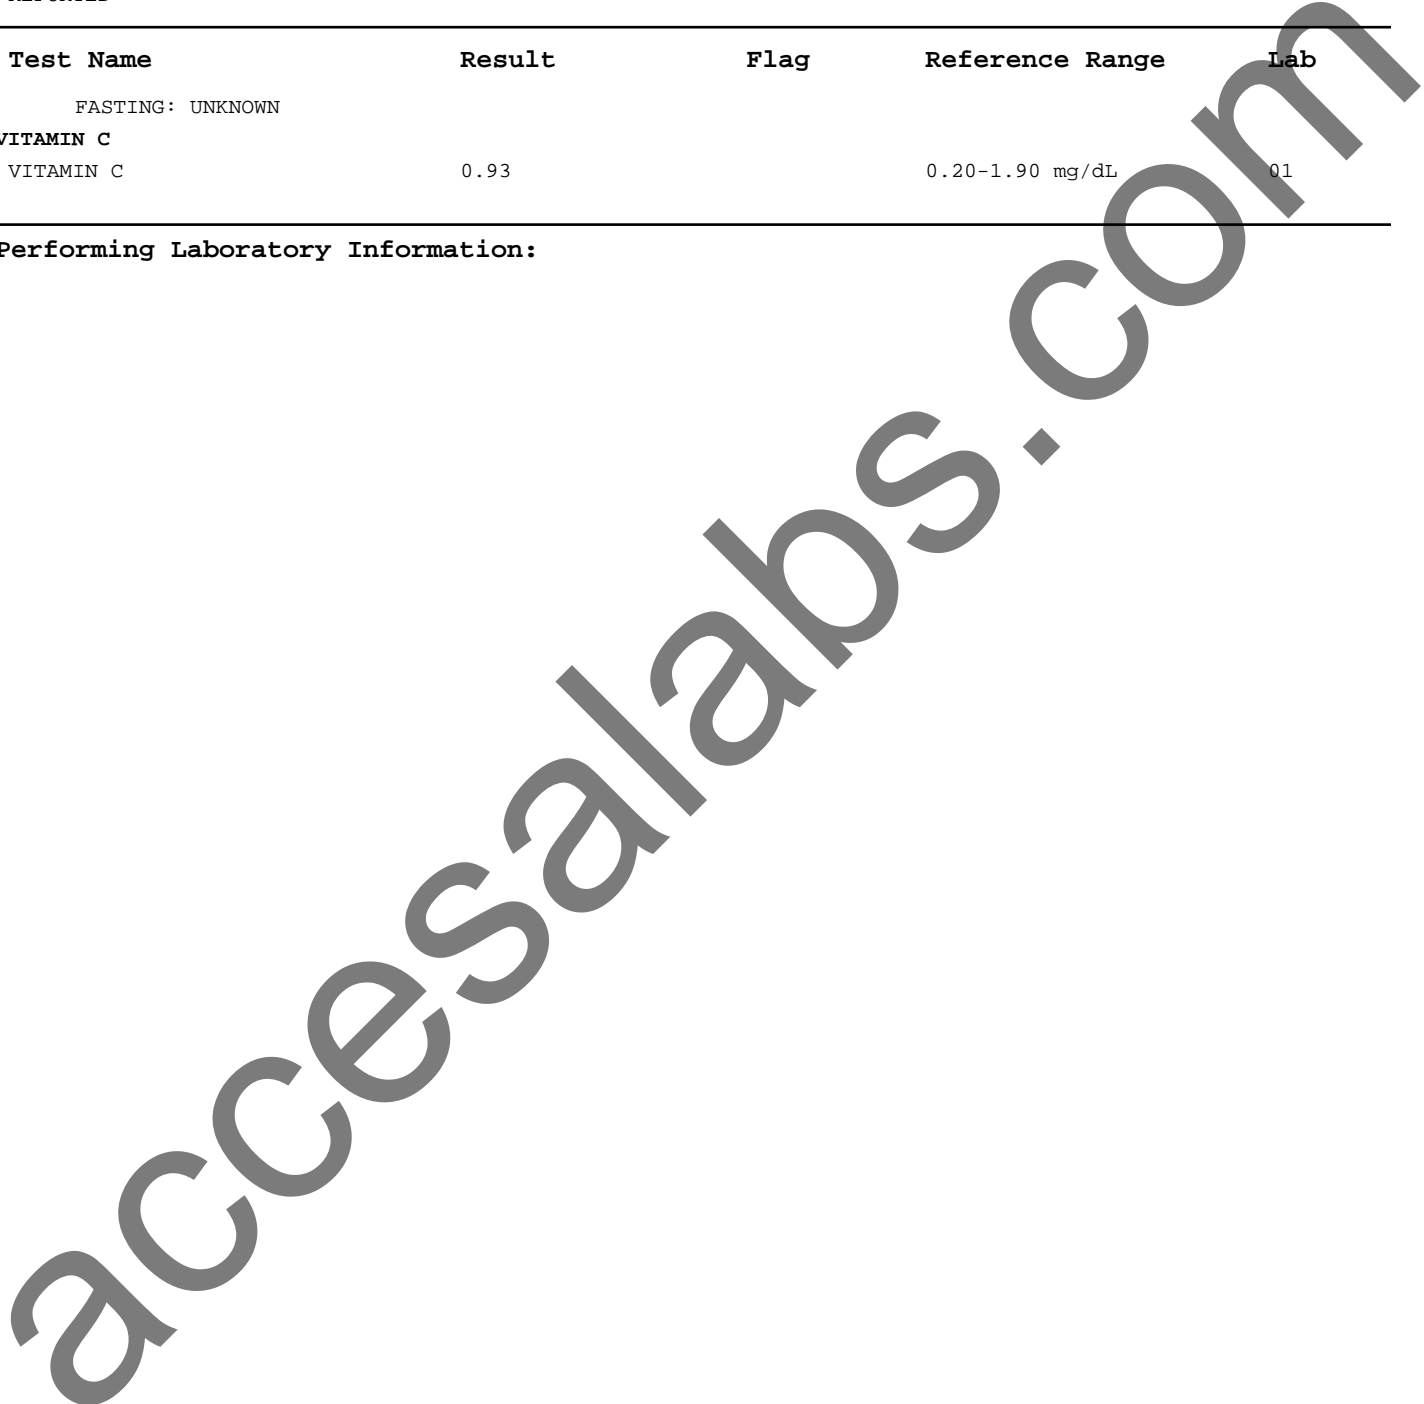 Test Name Result Flag Reference Range Lab
FASTING: UNKNOWN
VITAMIN C
VITAMIN C 0.93 0.20-1.90 mg/dL 01
Performing Laboratory Information:
accesalabs.com